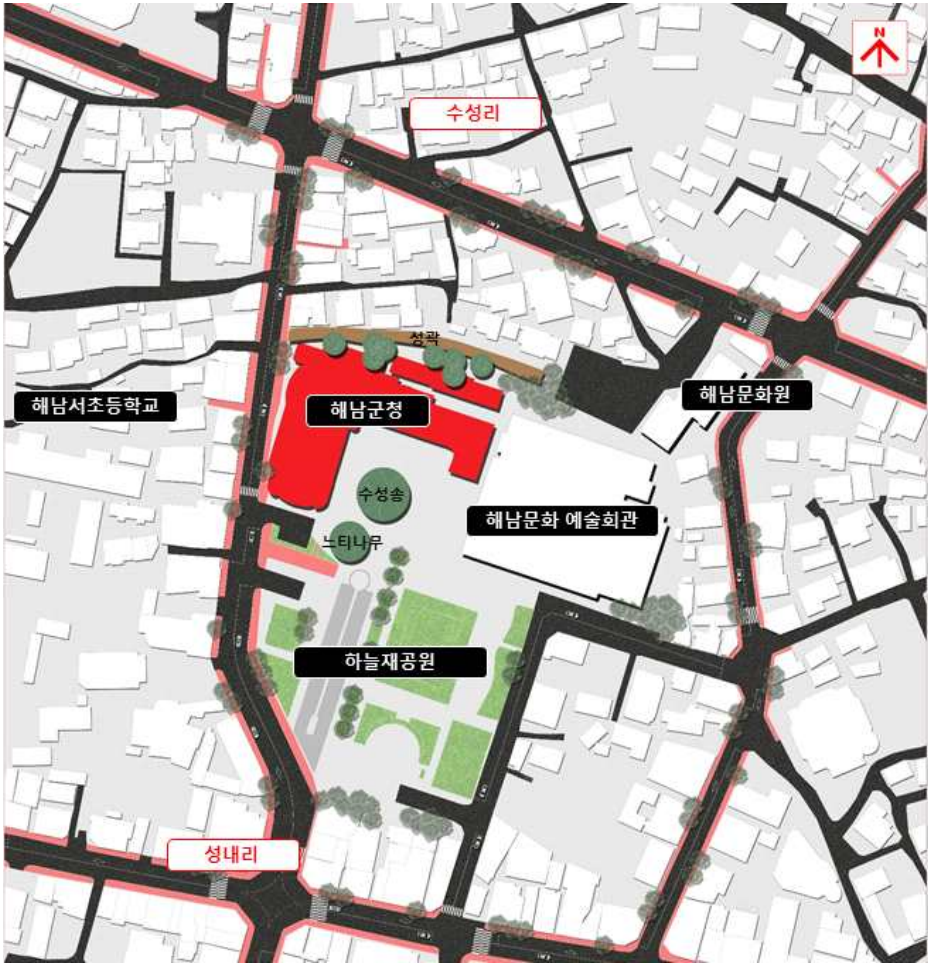 N
수성리
성곽
해남서초등학교
해남군청
해남문화원
수성송
해남문화 예술회관
느티나무
하늘재공원
성내리